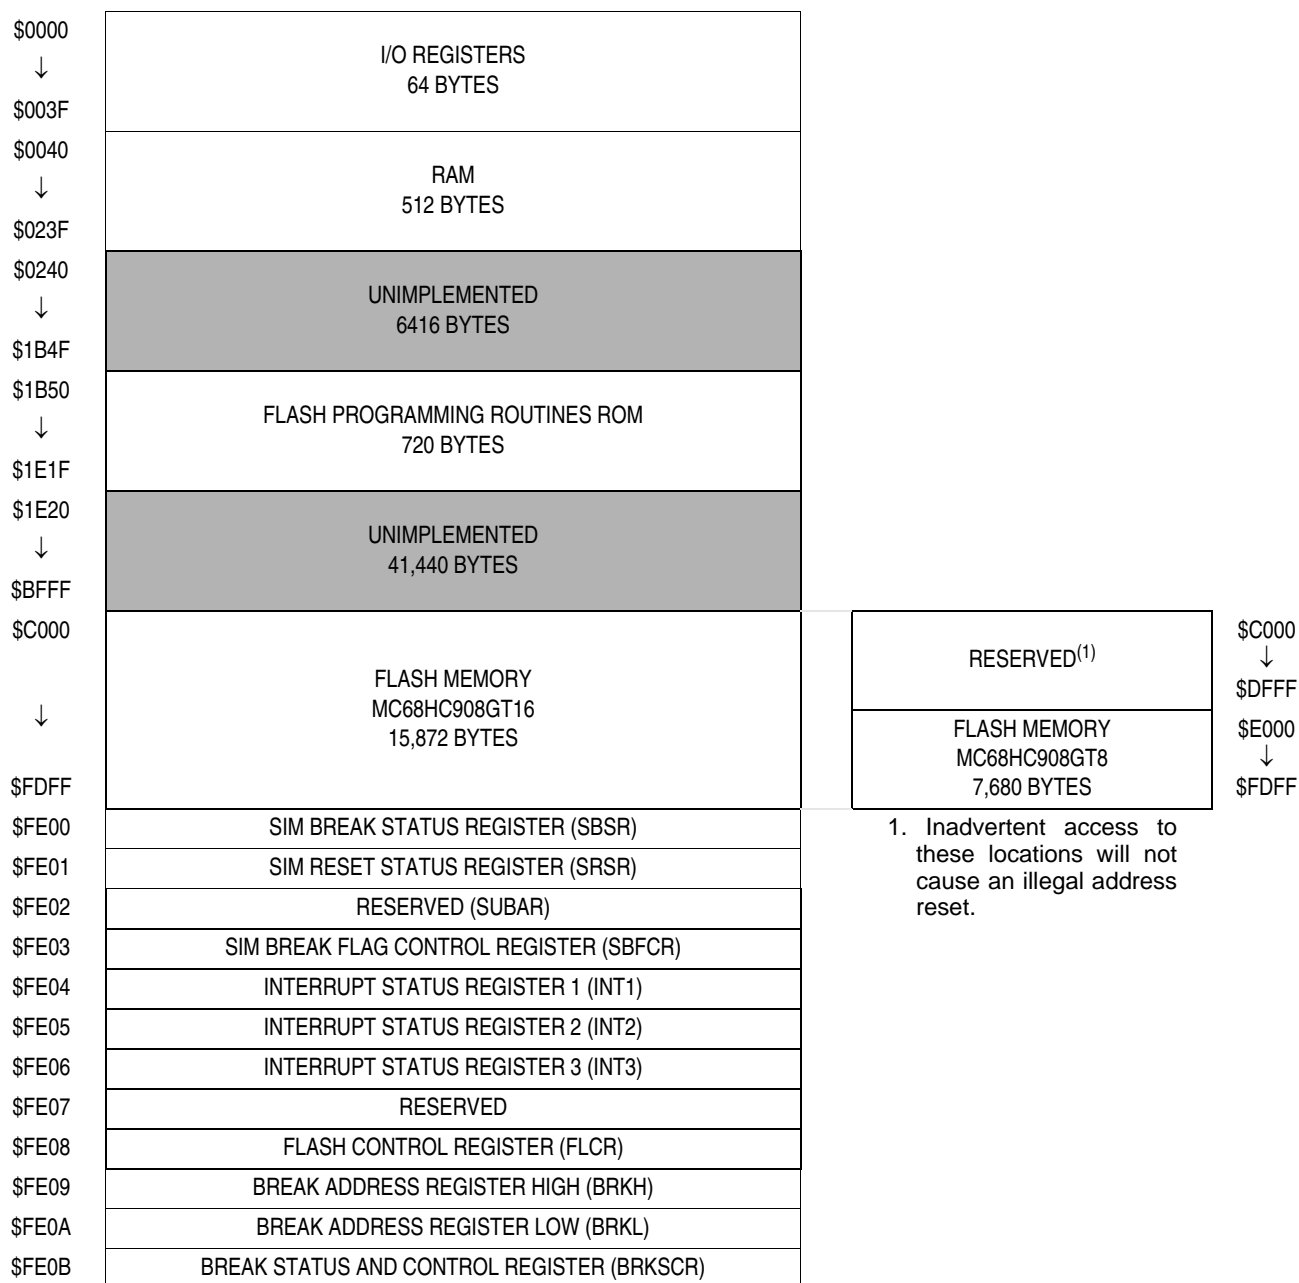 $0000
↓
$003F
I/O REGISTERS
64 BYTES
$0040
↓
$023F
RAM
512 BYTES
$0240
↓
$1B4F
UNIMPLEMENTED
6416 BYTES
$1B50
↓
$1E1F
FLASH PROGRAMMING ROUTINES ROM
720 BYTES
$1E20
↓
$BFFF
UNIMPLEMENTED
41,440 BYTES
$C000
↓
$FDFF
FLASH MEMORY
MC68HC908GT16
15,872 BYTES
RESERVED(1)
$C000
↓
$DFFF
FLASH MEMORY
MC68HC908GT8
7,680 BYTES
$E000
↓
$FDFF
1. Inadvertent access to
these locations will not
cause an illegal address
reset.
$FE00 SIM BREAK STATUS REGISTER (SBSR)
$FE01 SIM RESET STATUS REGISTER (SRSR)
$FE02 RESERVED (SUBAR)
$FE03 SIM BREAK FLAG CONTROL REGISTER (SBFCR)
$FE04 INTERRUPT STATUS REGISTER 1 (INT1)
$FE05 INTERRUPT STATUS REGISTER 2 (INT2)
$FE06 INTERRUPT STATUS REGISTER 3 (INT3)
$FE07 RESERVED
$FE08 FLASH CONTROL REGISTER (FLCR)
$FE09 BREAK ADDRESS REGISTER HIGH (BRKH)
$FE0A BREAK ADDRESS REGISTER LOW (BRKL)
$FE0B BREAK STATUS AND CONTROL REGISTER (BRKSCR)